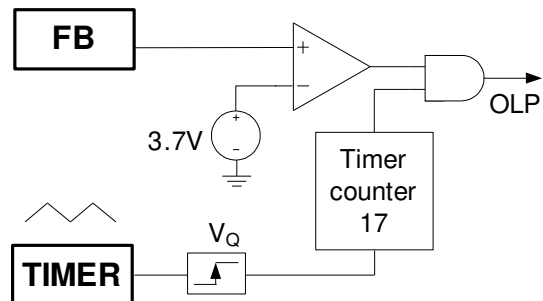 FB
+
−
OLP
3.7V
+
-
Timer
counter
17
VQ
TIMER